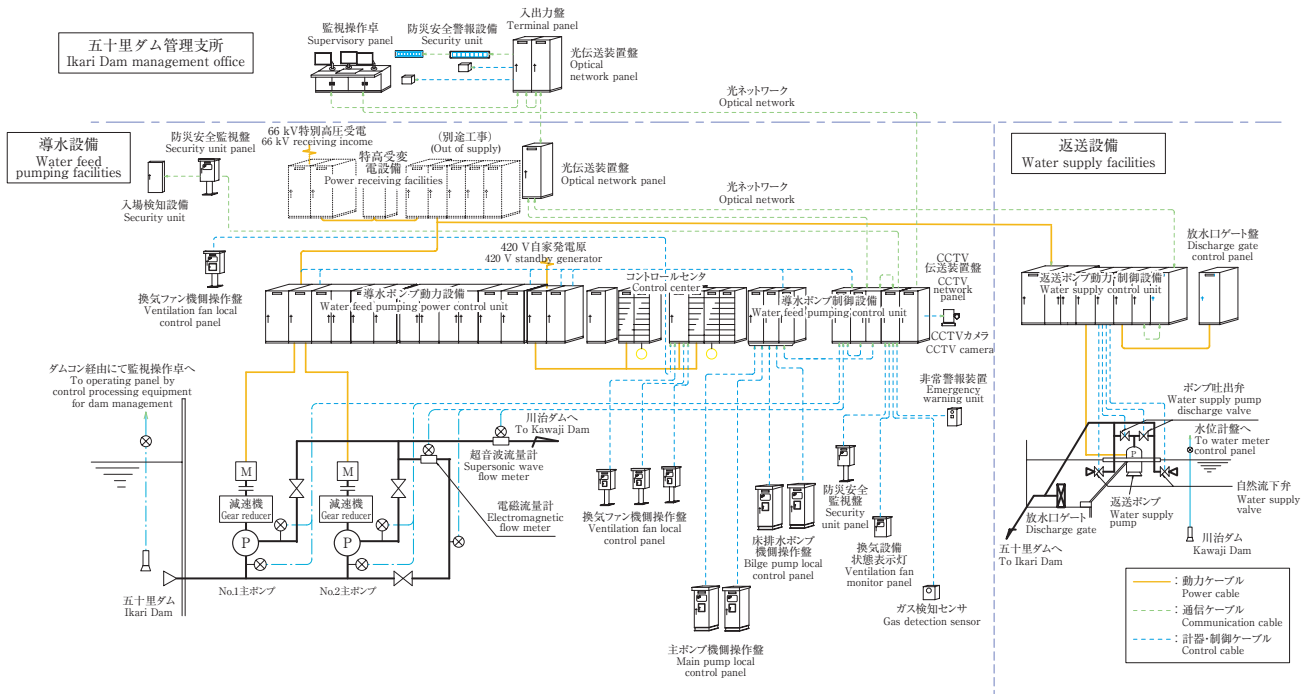 五十里ダム管理支所
Ikari Dam management office
監視操作卓
Supervisory panel
防災安全警報設備
Security unit
入出力盤
Terminal panel
光伝送装置盤
Optical
network panel
光ネットワーク
Optical network
導水設備
Water feed
pumping facilities
防災安全監視盤
Security unit panel
入場検知設備
Security unit
66 kV特別高圧受電
66 kV receiving income
(別途工事)
(Out of supply)
特高受変
電設備
Power receiving facilities
光伝送装置盤
Optical network panel
光ネットワーク
Optical network
返送設備
Water supply facilities
換気ファン機側操作盤
Ventilation fan local
control panel
420 V自家発電原
420 V standby generator
導水ポンプ動力設備
Water feed pumping power control unit
コントロールセンタ
Control center
導水ポンプ制御設備
Water feed pumping control unit
CCTV
伝送装置盤
CCTV
network
panel
CCTVカメラ
CCTV camera
放水口ゲート盤
Discharge gate
control panel
返送ポンプ動力・制御設備
Water supply control unit
ダムコン経由にて監視操作卓へ
To operating panel by
control processing equipment
for dam management
M
減速機
Gear reducer
P
No.1主ポンプ
M
減速機
Gear reducer
P
No.2主ポンプ
五十里ダム
Ikari Dam
川治ダムへ
To Kawaji Dam
超音波流量計
Supersonic wave
flow meter
電磁流量計
Electromagnetic
flow meter
換気ファン機側操作盤
Ventilation fan local
control panel
主ポンプ機側操作盤
Main pump local
control panel
床排水ポンプ
機側操作盤
Bilge pump local
control panel
防災安全
監視盤
Security
unit panel
換気設備
状態表示灯
Ventilation fan
monitor panel
ガス検知センサ
Gas detection sensor
非常警報装置
Emergency
warning unit
ポンプ吐出弁
Water supply pump
discharge valve
水位計盤へ
To water meter
control panel
P
自然流下弁
Water supply
valve
返送ポンプ
Water supply
pump
放水口ゲート
Discharge gate
五十里ダムへ
To Ikari Dam
川治ダム
Kawaji Dam
：動力ケーブル
Power cable
：通信ケーブル
Communication cable
：計器・制御ケーブル
Control cable